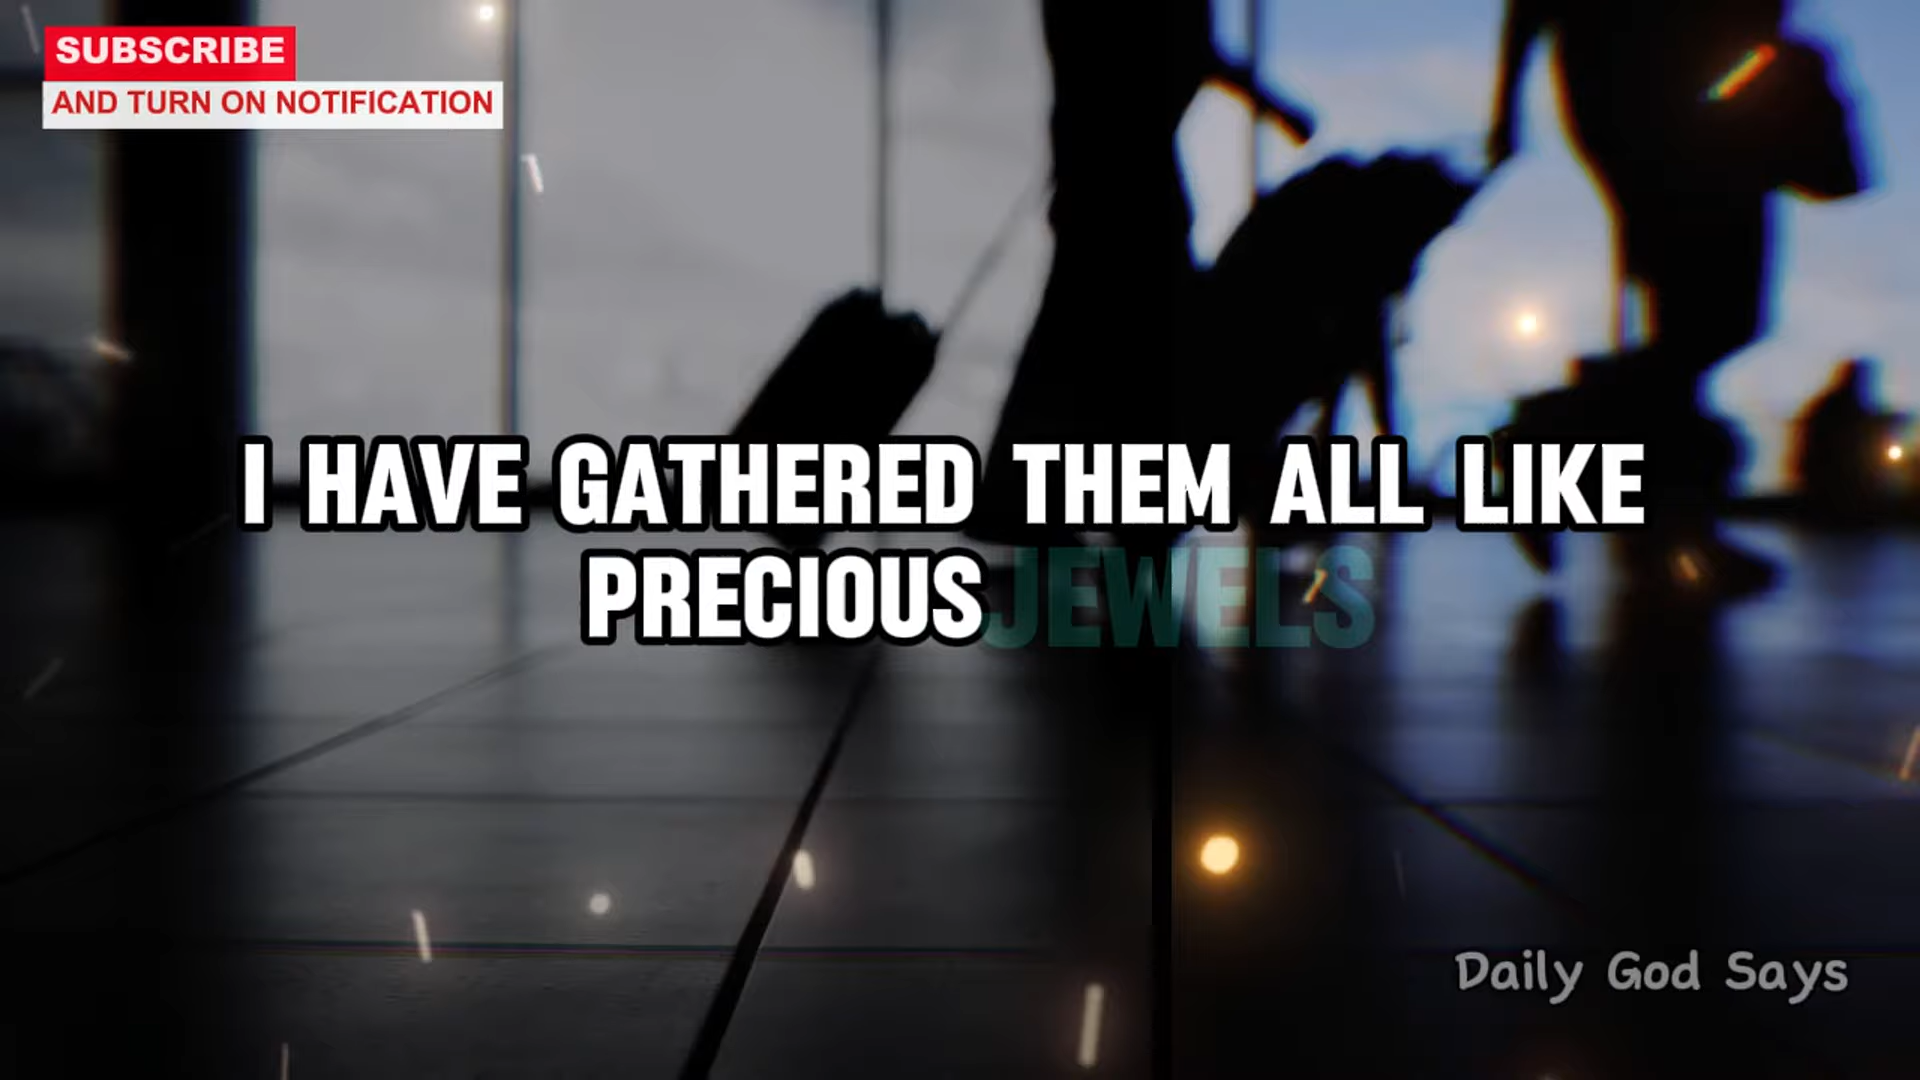 SUBSCRIBE
AND TURN ON NOTIFICATION
I HAVE GATHERED THEM ALL LIKE
PRECIOUS JEWELS
Daily God Says